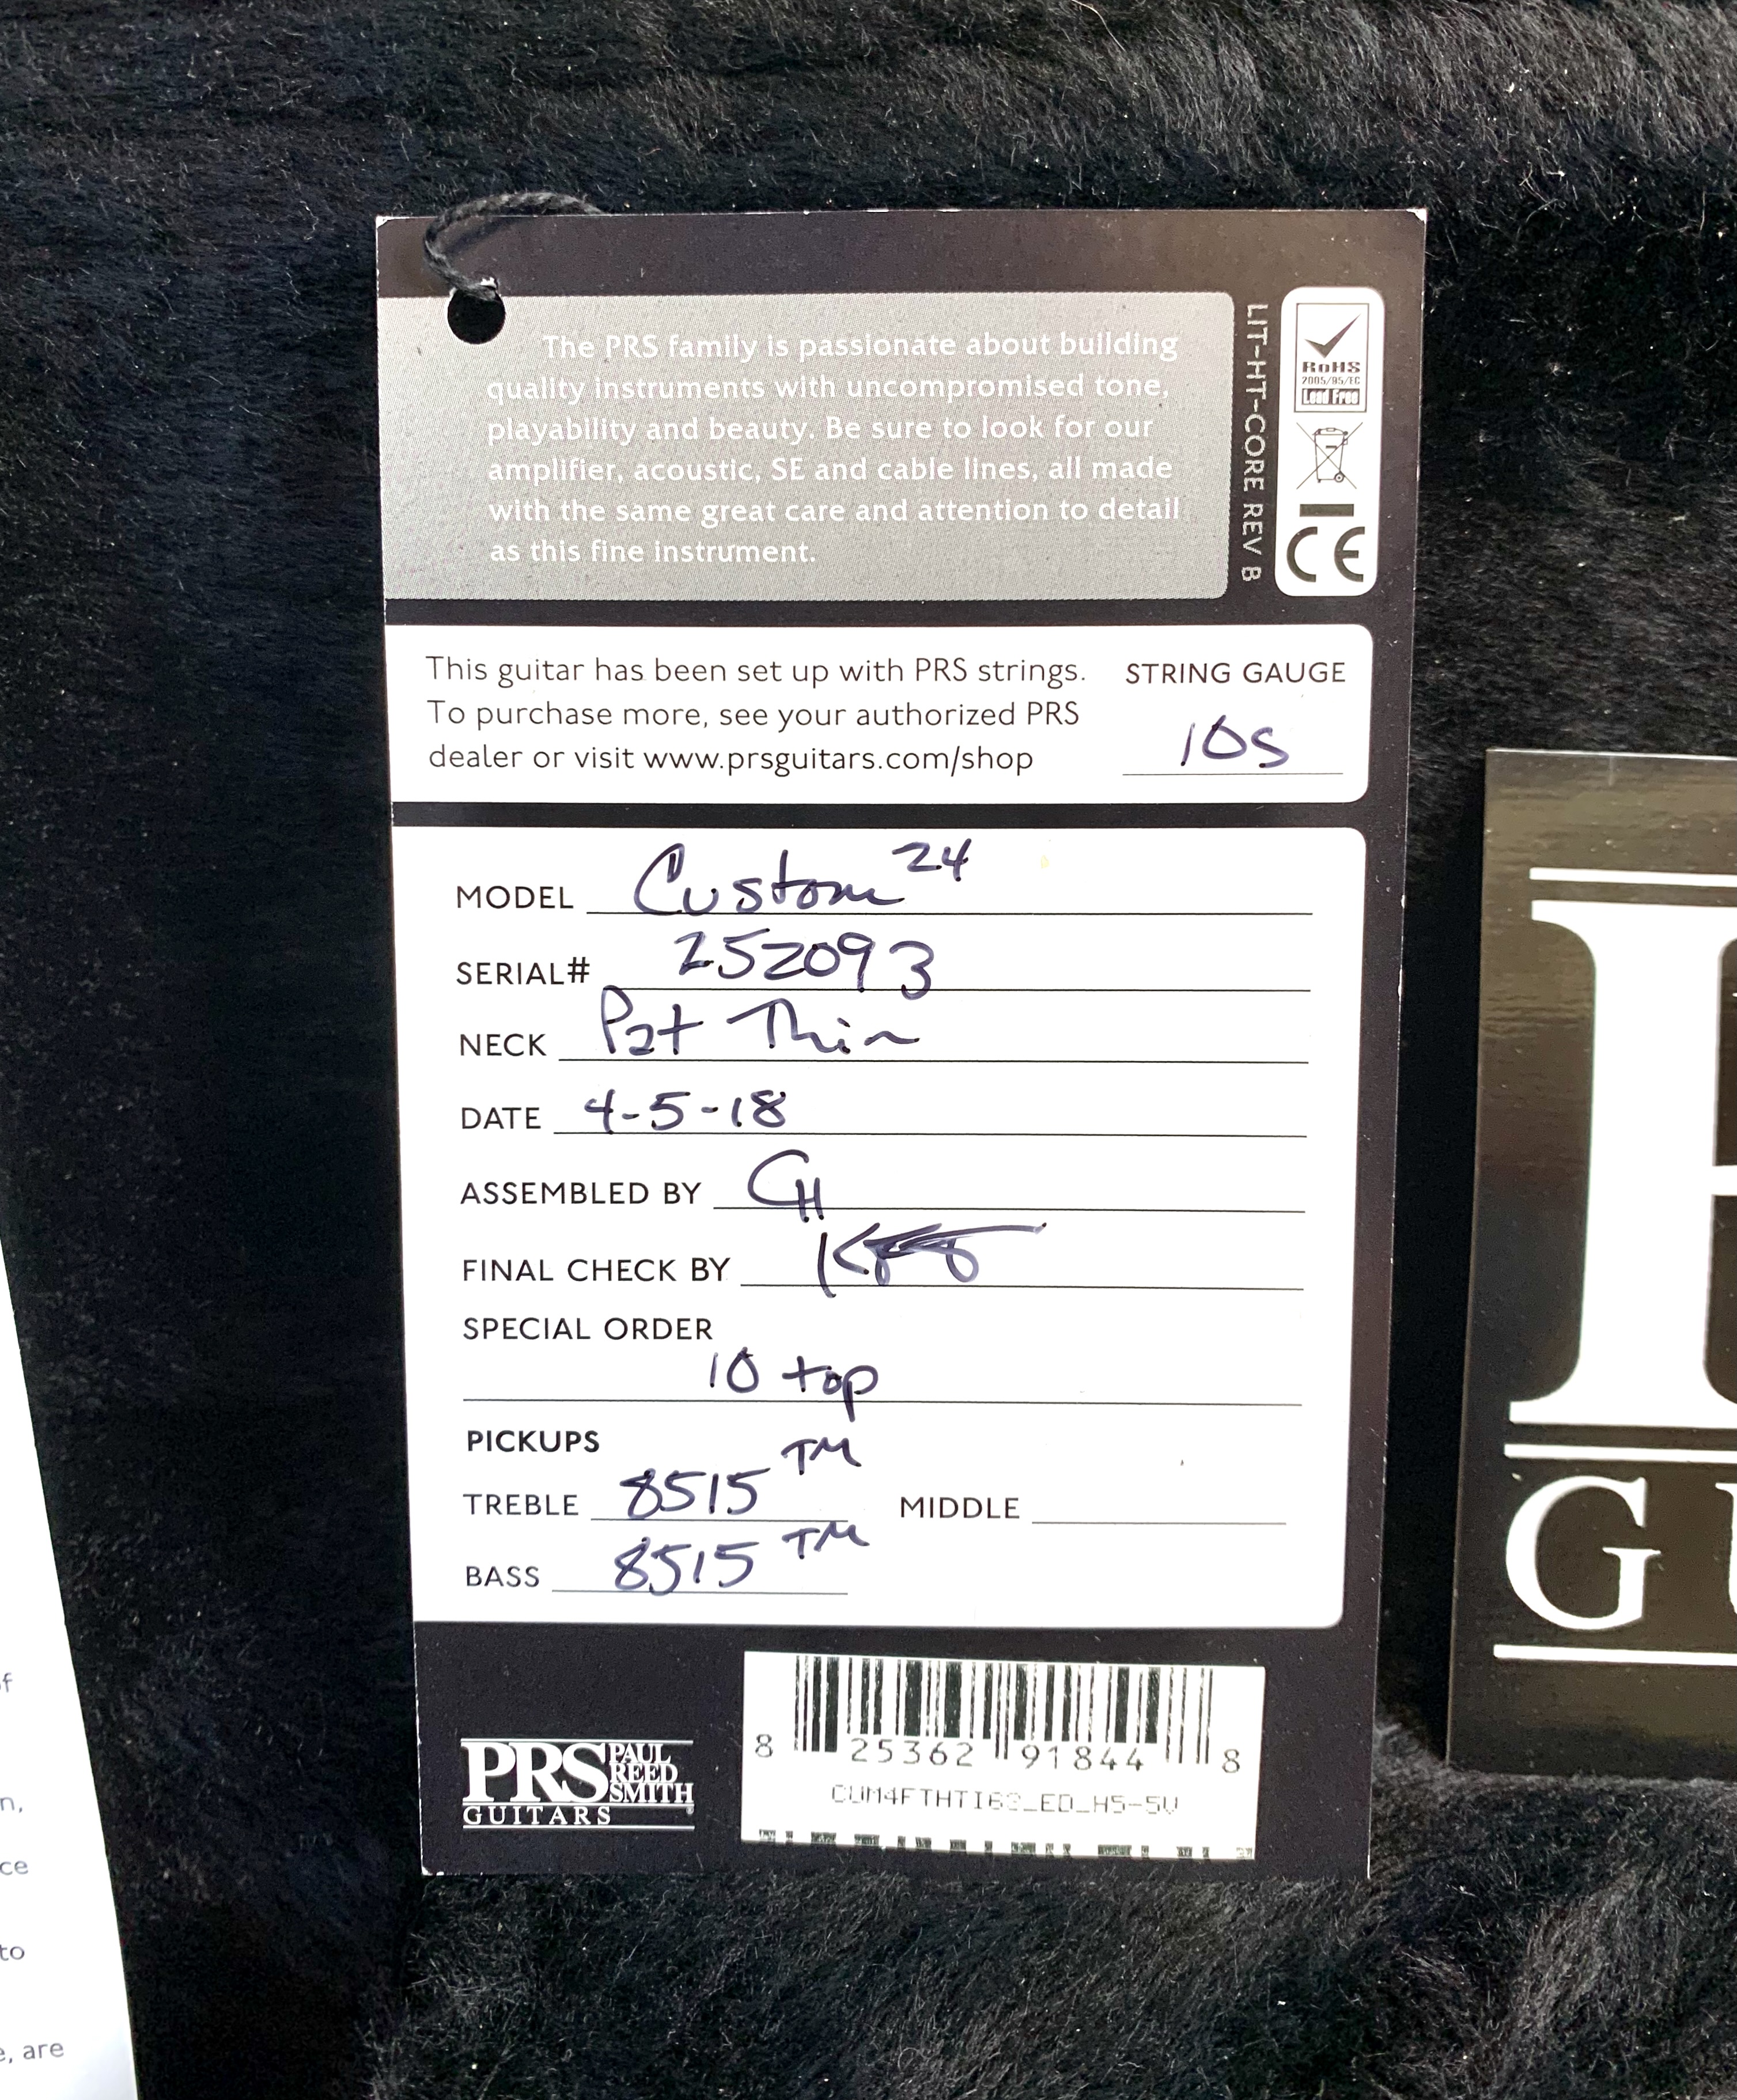 The PRS family is passionate about building
quality instruments with uncompromised tone,
playability and beauty. Be sure to look for our
amplifier, acoustic, SE and cable lines, all made
with the same great care and attention to detail
as this fine instrument.
LIT-HT-CORE REV B
RoHS
2005/95/EC
Lead Free
CE
This guitar has been set up with PRS strings.
To purchase more, see your authorized PRS
dealer or visit www.prsguitars.com/shop
STRING GAUGE
10s
MODEL Custom 24
SERIAL# 252093
NECK Pat Thin
DATE 4-5-18
ASSEMBLED BY CH
FINAL CHECK BY
SPECIAL ORDER
10 top
PICKUPS
TREBLE 8515 TM MIDDLE
BASS 8515 TM
PRS PAUL REED SMITH
GUITARS
8 25362 91844 8
f
n,
ce
to
e, are
GU